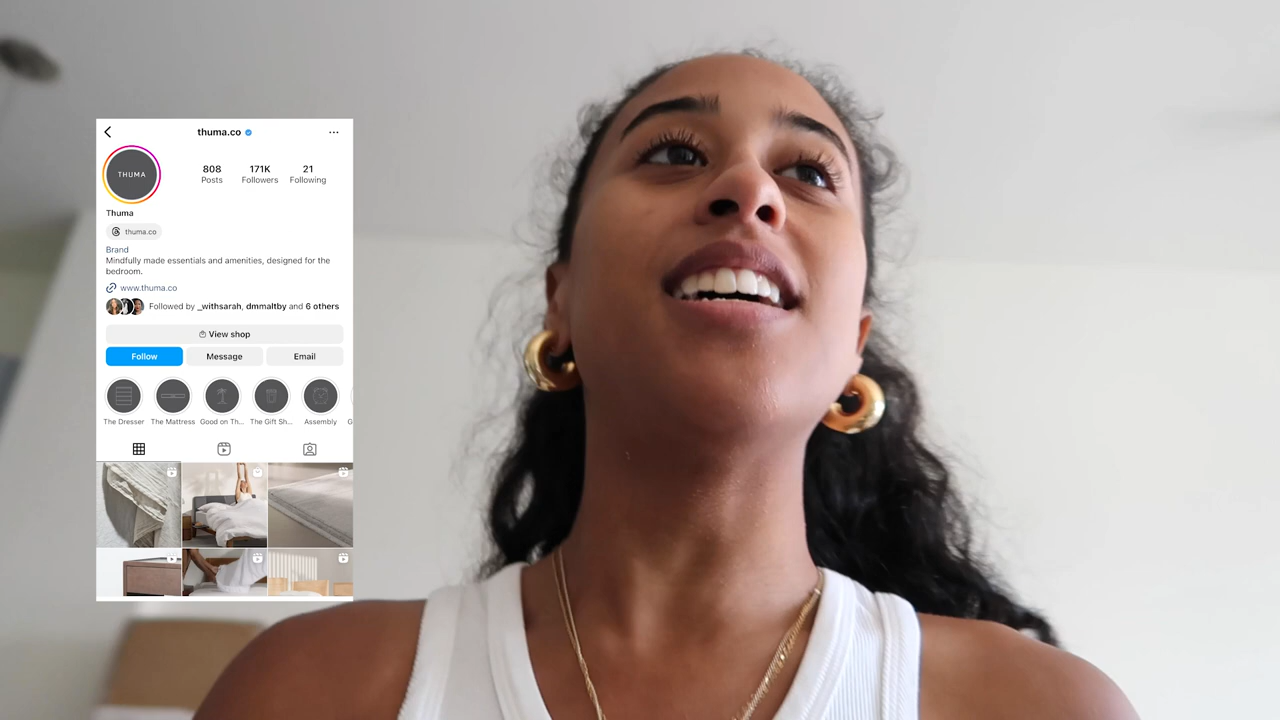 thuma.co
THUMA
808 171K 21
Posts Followers Following
Thuma
thuma.co
Brand
Mindfully made essentials and amenities, designed for the
bedroom.
www.thuma.co
Followed by _withsarah, dmmaltby and 6 others
View shop
Follow Message Email
The Dresser The Mattress Good on Th... The Gift Sh... Assembly G